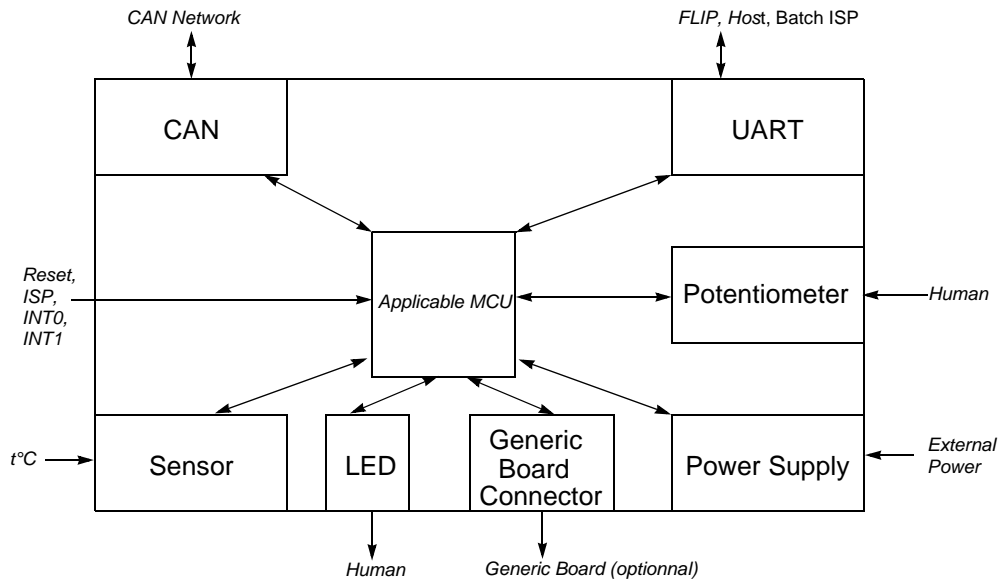 CAN Network
FLIP, Host, Batch ISP
CAN
UART
Reset,
ISP,
INT0,
INT1
Applicable MCU
Potentiometer
Human
t°C
Sensor
LED
Generic
Board
Connector
Power Supply
External
Power
Human
Generic Board (optionnal)